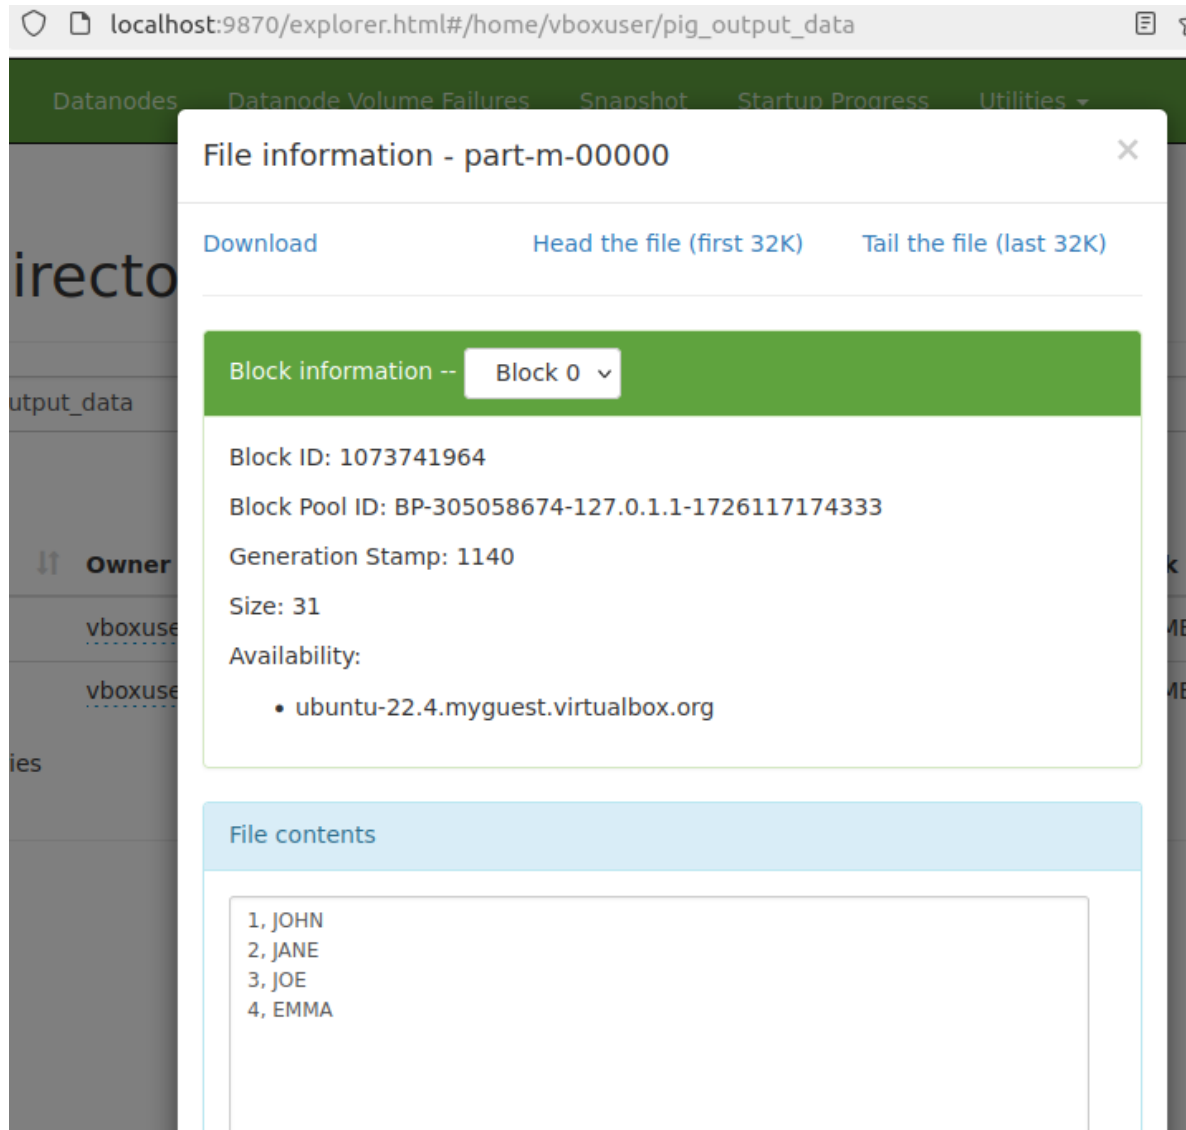 localhost:9870/explorer.html#/home/vboxuser/pig_output_data
Datanodes Datanode Volume Failures Snapshot Startup Progress Utilities
File information - part-m-00000 ×
Download Head the file (first 32K) Tail the file (last 32K)
irecto
Block information -- Block 0
utput_data
Block ID: 1073741964
Block Pool ID: BP-305058674-127.0.1.1-1726117174333
Generation Stamp: 1140
Owner k
Size: 31
vboxuse
Availability:
vboxuse
ubuntu-22.4.myguest.virtualbox.org
ies
File contents
1, JOHN
2, JANE
3, JOE
4, EMMA